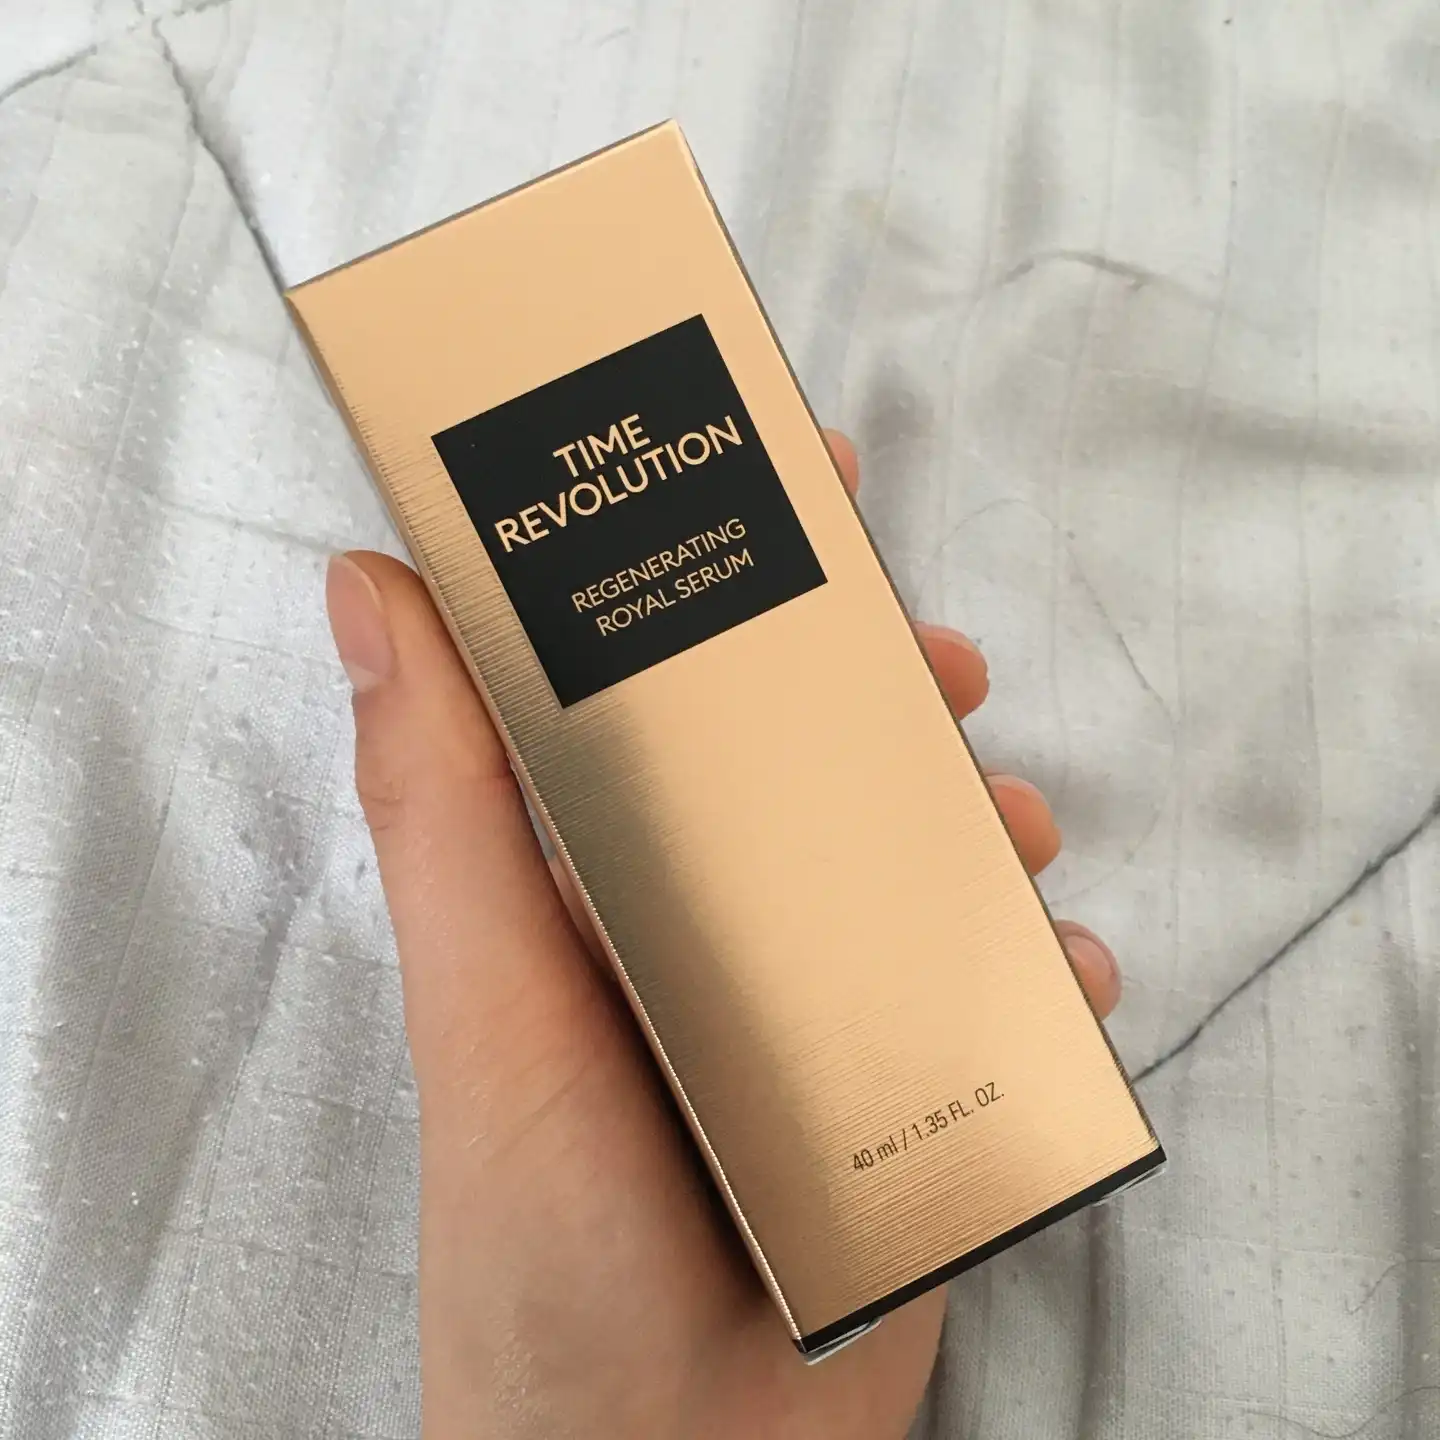 TIME
REVOLUTION
REGENERATING
ROYAL SERUM
40 ml / 1.35 FL. OZ.